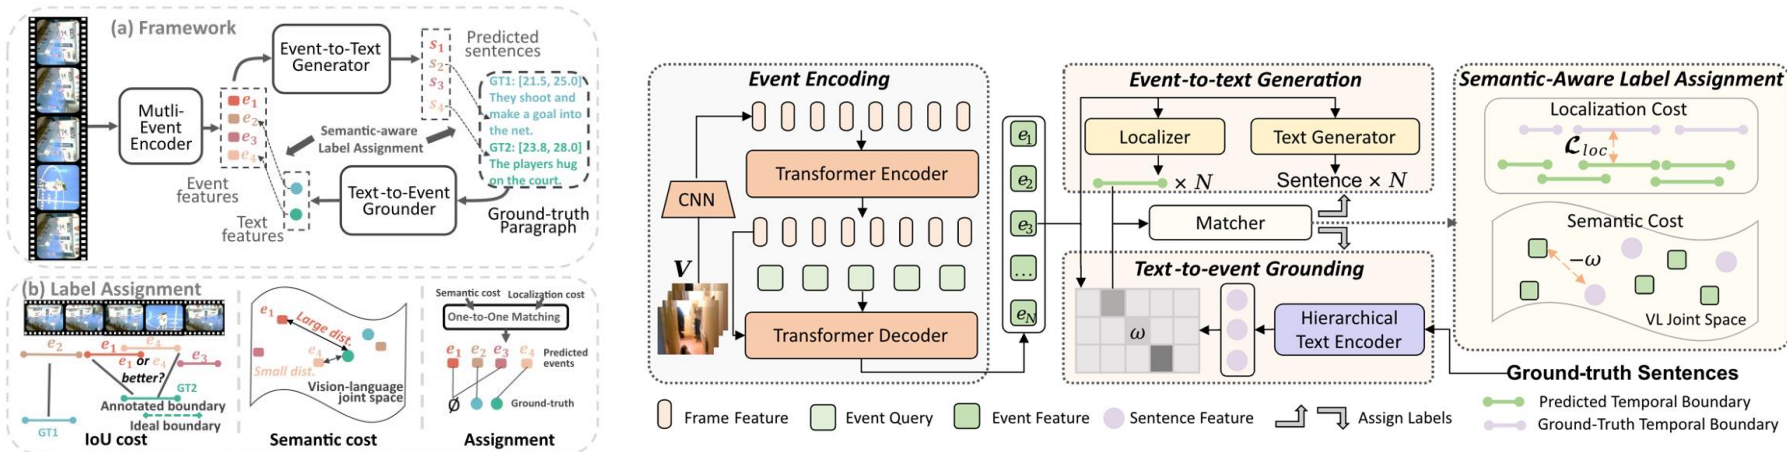 (a) Framework
Mutli-
Event
Encoder
Event-to-Text
Generator
Predicted
sentences
s1
s2
s3
s4
e1
e2
e3
e4
Event
features
Semantic-aware
Label Assignment
GT1: [21.5, 25.0]
They shoot and
make a goal into
the net.
GT2: [23.8, 28.0]
The players hug
on the court.
Text
features
Text-to-Event
Grounder
Ground-truth
Paragraph
(b) Label Assignment
e2
e1
e4
e3
e1 or e4
better?
GT2
Annotated boundary
Ideal boundary
GT1
IoU cost
e1
Large dist.
e4
Small dist.
Vision-language
joint space
Semantic cost
Semantic cost
Localization cost
One-to-One Matching
e1 e2 e3 e4
Predicted
events
Ø
Ground-truth
Assignment
Event Encoding
CNN
Transformer Encoder
V
Transformer Decoder
e1
e2
e3
...
eN
Event-to-text Generation
Localizer
Text Generator
× N
Sentence × N
Matcher
Text-to-event Grounding
ω
Hierarchical
Text Encoder
Semantic-Aware Label Assignment
Localization Cost
𝓛loc
Semantic Cost
−ω
VL Joint Space
Ground-truth Sentences
Frame Feature
Event Query
Event Feature
Sentence Feature
Assign Labels
Predicted Temporal Boundary
Ground-Truth Temporal Boundary